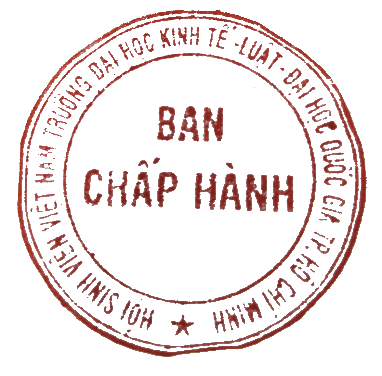 HỘI SINH VIÊN VIỆT NAM TRƯỜNG ĐẠI HỌC KINH TẾ - LUẬT - ĐẠI HỌC QUỐC GIA TP. HỒ CHÍ MINH
BAN
CHẤP HÀNH